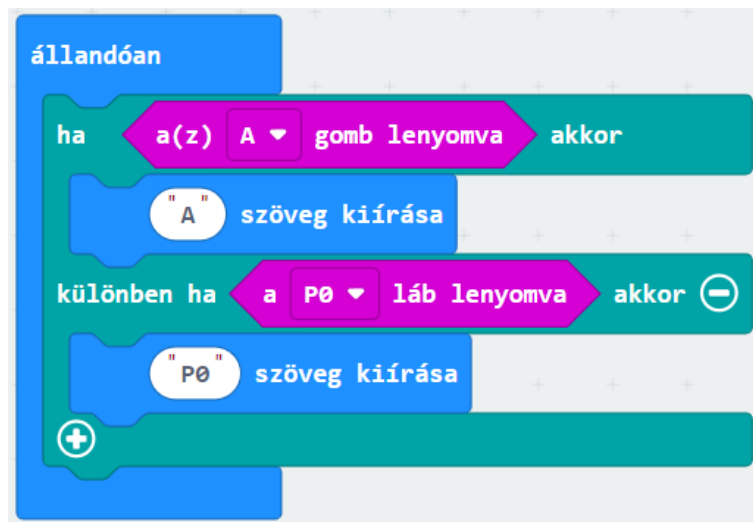 állandóan
ha a(z) A gomb lenyomva akkor
"A" szöveg kiírása
különben ha a P0 láb lenyomva akkor
"P0" szöveg kiírása